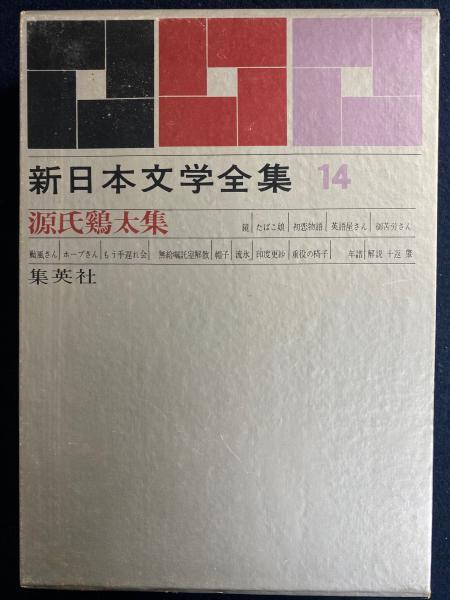 新日本文学全集 14
源氏鶏太集
鏡 たばこ娘 初恋物語 英語屋さん 御苦労さん
颱風さん ホープさん もう手遅れ会 無給嘱託室解散 帽子 流氷 印度更紗 重役の椅子 年譜 解説 十返 肇
集英社